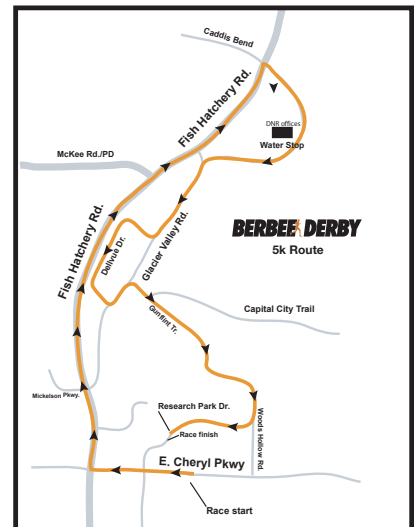 Caddis Bend
Fish Hatchery Rd.
DNR offices
Water Stop
McKee Rd./PD
Fish Hatchery Rd.
Glacier Valley Rd.
Dellvue Dr.
BERBEE DERBY
5k Route
Gunflint Tr.
Capital City Trail
Mickelson Pkwy.
Research Park Dr.
Race finish
Woods Hollow Rd
E. Cheryl Pkwy
Race start